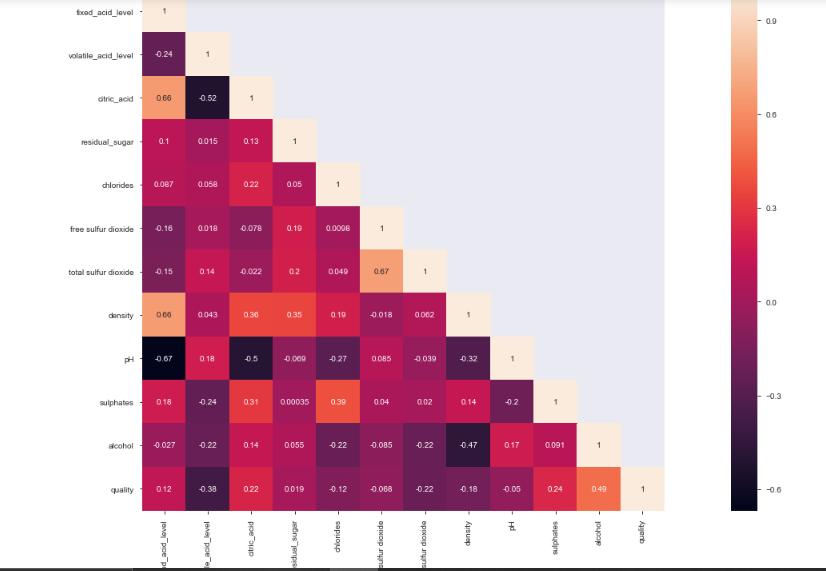 fixed_acid_level 1 0.9
volatile_acid_level -0.24 1
citric_acid 0.66 -0.52 1
0.6
residual_sugar 0.1 0.015 0.13 1
chlorides 0.087 0.058 0.22 0.05 1
0.3
free sulfur dioxide -0.16 0.018 -0.078 0.19 0.0098 1
total sulfur dioxide -0.15 0.14 -0.022 0.2 0.049 0.67 1
0.0
density 0.66 0.043 0.36 0.35 0.19 -0.018 0.062 1
pH -0.67 0.18 -0.5 -0.069 -0.27 0.085 -0.039 -0.32 1
−0.3
sulphates 0.18 -0.24 0.31 0.00035 0.39 0.04 0.02 0.14 -0.2 1
alcohol -0.027 -0.22 0.14 0.055 -0.22 -0.085 -0.22 -0.47 0.17 0.091 1
quality 0.12 -0.38 0.22 0.019 -0.12 -0.068 -0.22 -0.18 -0.05 0.24 0.49 1
−0.6
d_acid_level
le_acid_level
citric_acid
sidual_sugar
chlorides
sulfur dioxide
sulfur dioxide
density
pH
sulphates
alcohol
quality